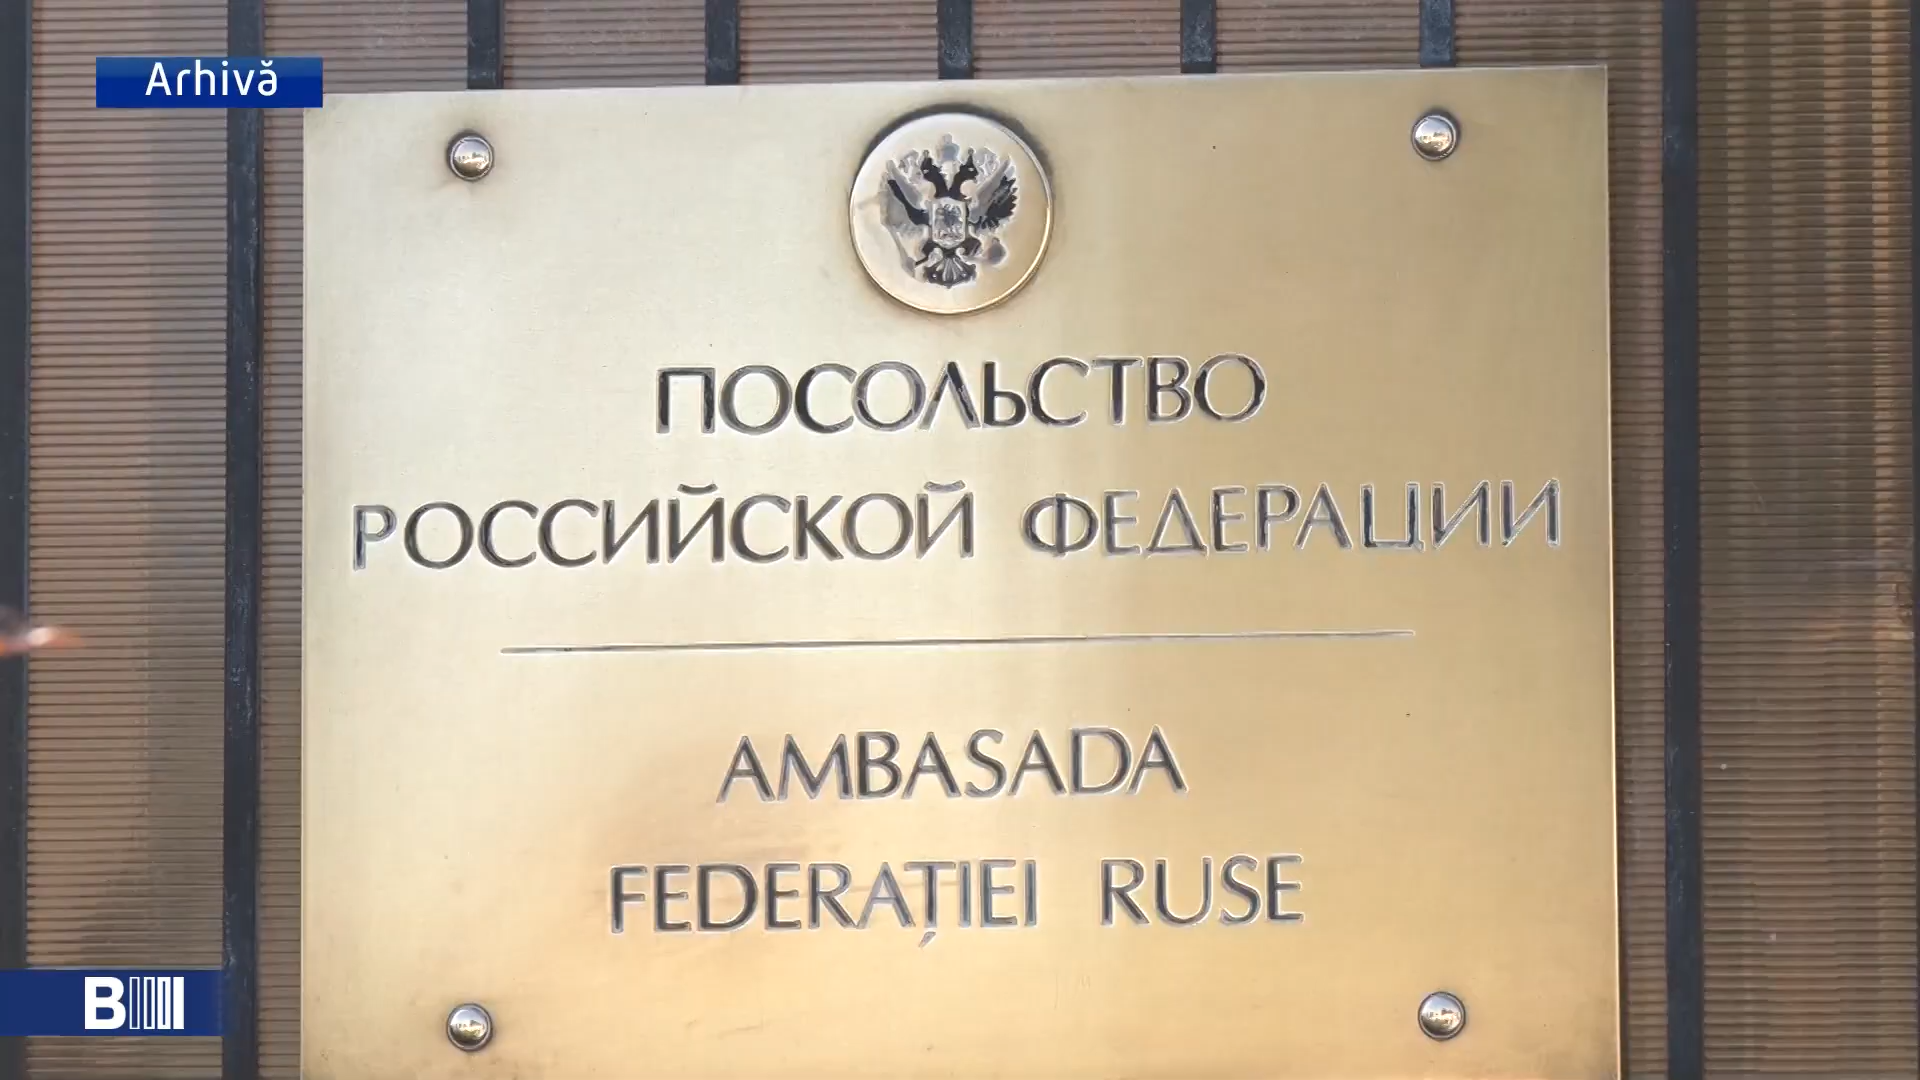 Arhivă
ПОСОЛЬСТВО
РОССИЙСКОЙ ФЕДЕРАЦИИ
AMBASADA
FEDERAȚIEI RUSE
B